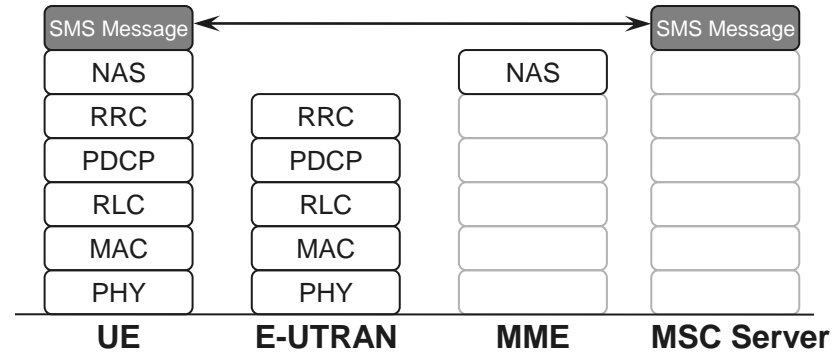 SMS Message SMS Message
NAS NAS
RRC RRC
PDCP PDCP
RLC RLC
MAC MAC
PHY PHY
UE E-UTRAN MME MSC Server